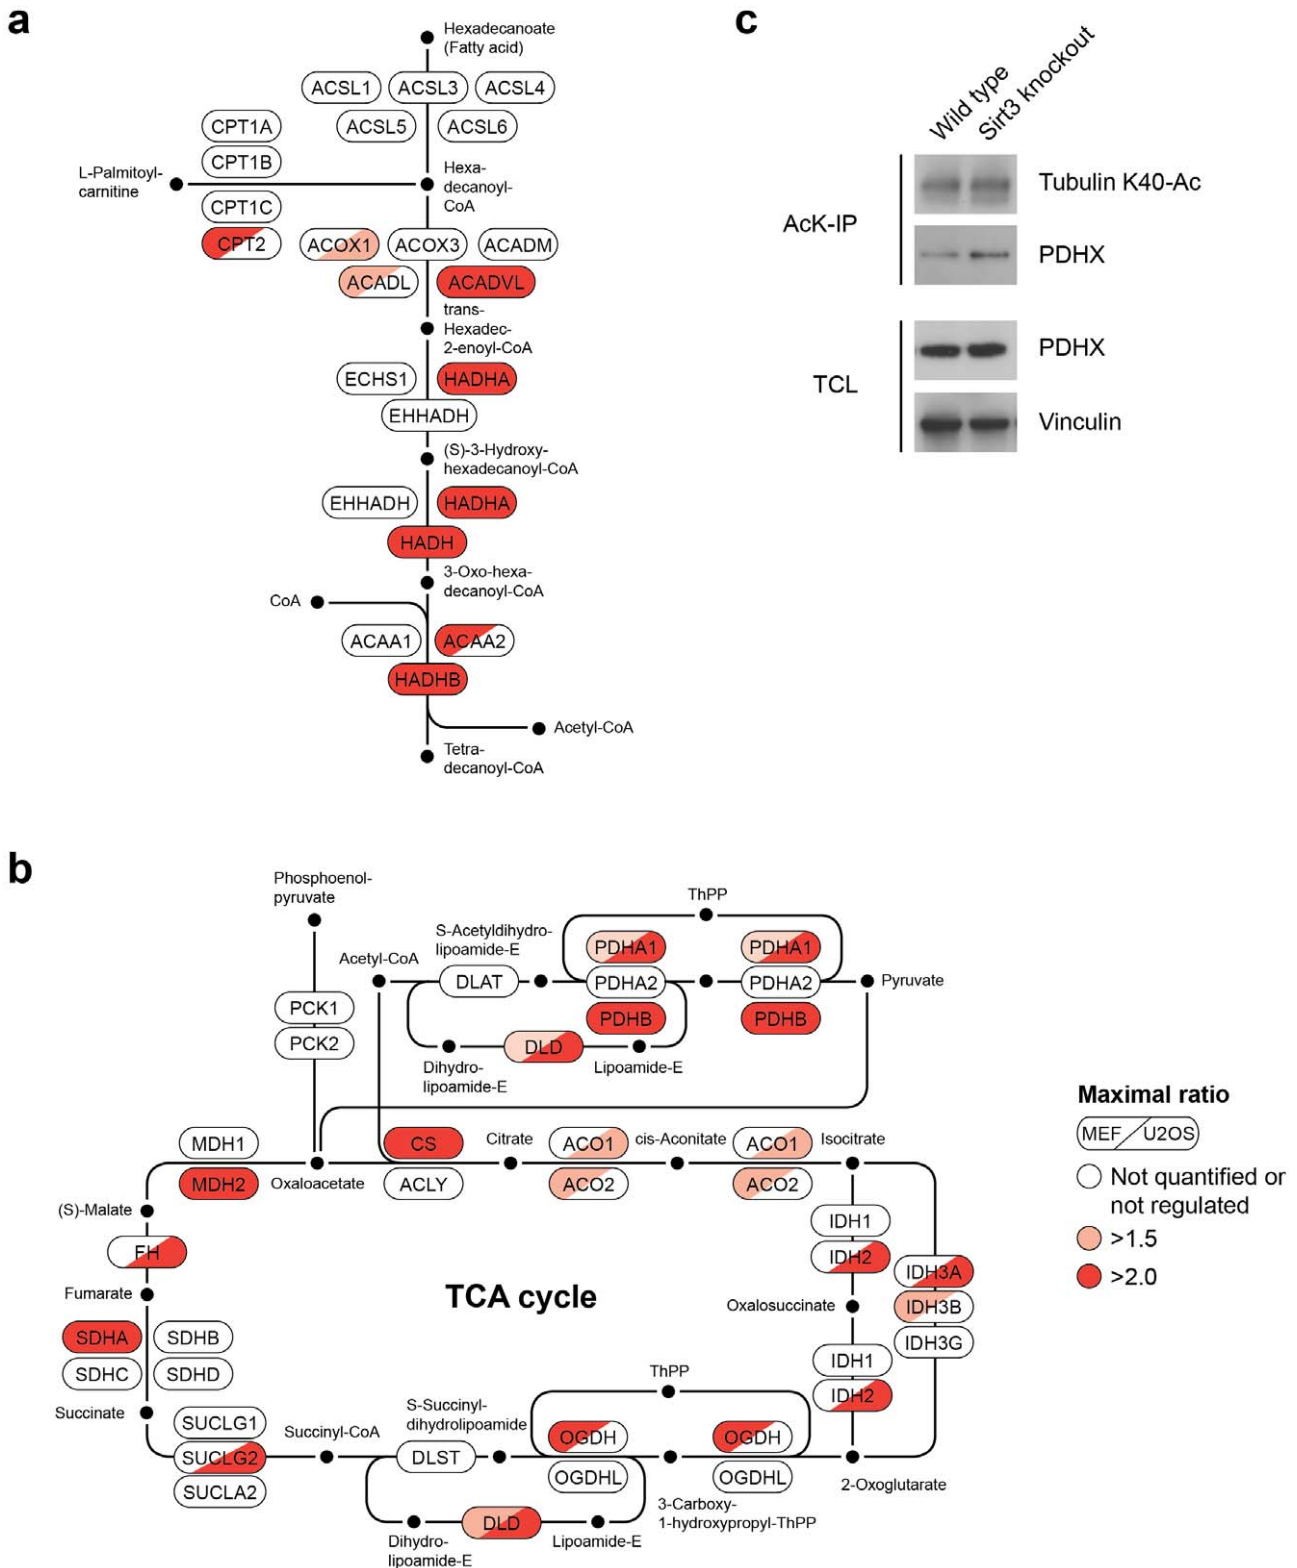 a
Hexadecanoate
(Fatty acid)
ACSL1 ACSL3 ACSL4
ACSL5 ACSL6
CPT1A
CPT1B
L-Palmitoyl-
carnitine
Hexa-
decanoyl-
CoA
CPT1C
CPT2 ACOX1 ACOX3 ACADM
ACADL ACADVL
trans-
Hexadec-
2-enoyl-CoA
ECHS1 HADHA
EHHADH
(S)-3-Hydroxy-
hexadecanoyl-CoA
EHHADH HADHA
HADH
3-Oxo-hexa-
decanoyl-CoA
CoA
ACAA1 ACAA2
HADHB
Acetyl-CoA
Tetra-
decanoyl-CoA
c
Wild type
Sirt3 knockout
AcK-IP
Tubulin K40-Ac
PDHX
TCL
PDHX
Vinculin
b
Phosphoenol-
pyruvate
ThPP
S-Acetyldihydro-
lipoamide-E
PDHA1 PDHA1
Acetyl-CoA
DLAT PDHA2 PDHA2 Pyruvate
PCK1
PDHB PDHB
PCK2
DLD
Dihydro-
lipoamide-E
Lipoamide-E
MDH1 CS Citrate ACO1 cis-Aconitate ACO1 Isocitrate
MDH2 Oxaloacetate ACLY ACO2 ACO2
(S)-Malate
IDH1
FH
IDH2
IDH3A
Fumarate
TCA cycle
Oxalosuccinate
IDH3B
SDHA SDHB
IDH3G
SDHC SDHD
IDH1
ThPP
IDH2
Succinate
SUCLG1
Succinyl-CoA
S-Succinyl-
dihydrolipoamide
OGDH OGDH
SUCLG2 DLST
OGDHL OGDHL
2-Oxoglutarate
SUCLA2
3-Carboxy-
1-hydroxypropyl-ThPP
DLD
Dihydro-
lipoamide-E
Lipoamide-E
Maximal ratio
MEF U2OS
Not quantified or
not regulated
>1.5
>2.0